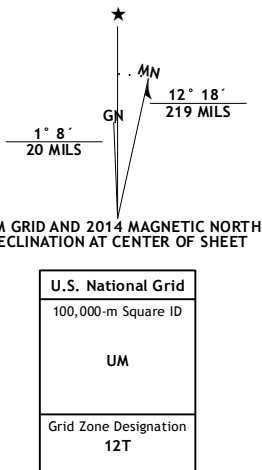 ★
MN
GN
12° 18´
219 MILS
1° 8´
20 MILS
M GRID AND 2014 MAGNETIC NORTH
ECLINATION AT CENTER OF SHEET
U.S. National Grid
100,000-m Square ID
UM
Grid Zone Designation
12T